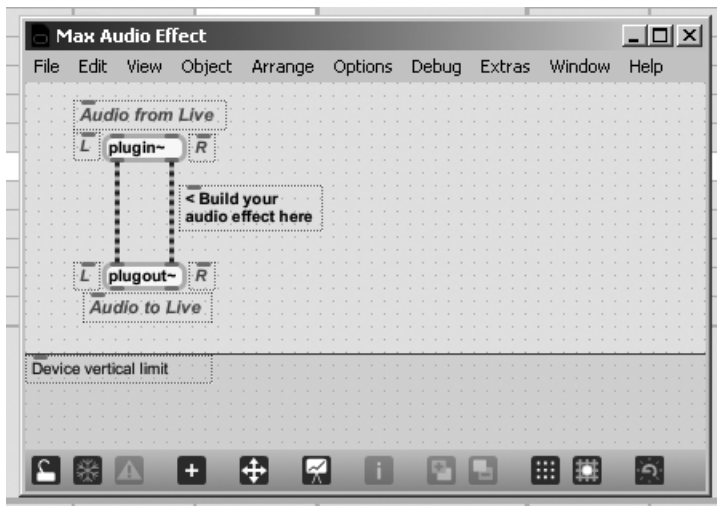 Max Audio Effect
File Edit View Object Arrange Options Debug Extras Window Help
Audio from Live
L plugin~ R
< Build your
audio effect here
L plugout~ R
Audio to Live
Device vertical limit